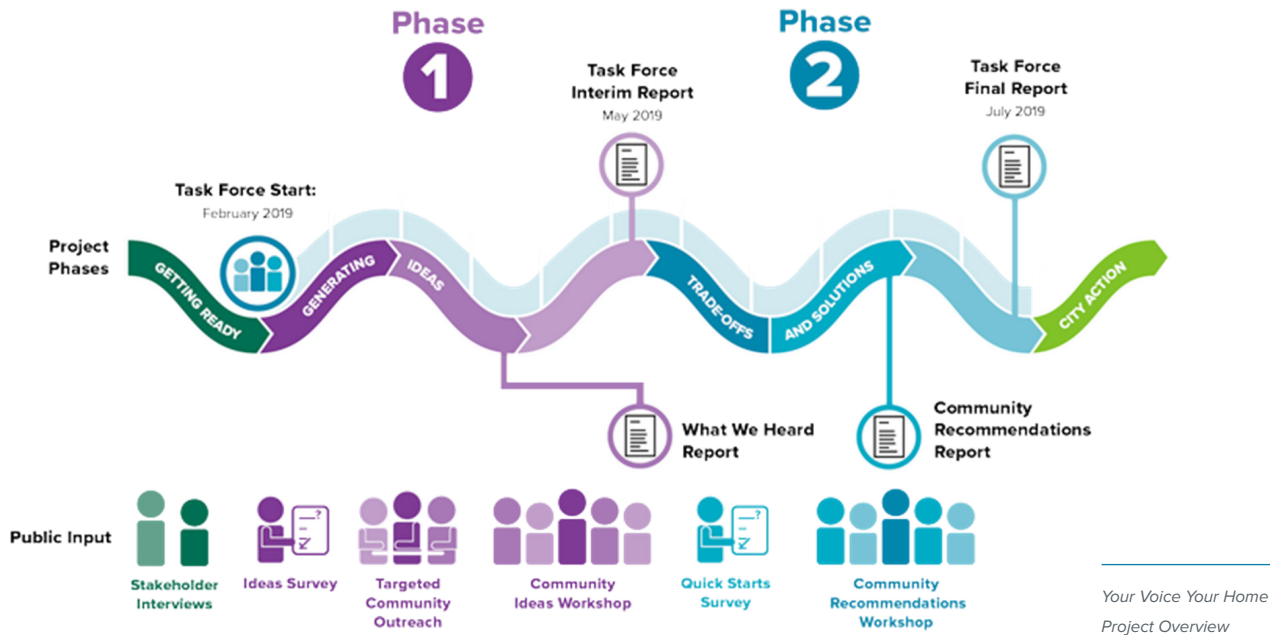 Phase
1
Phase
2
Task Force
Interim Report
May 2019
Task Force
Final Report
July 2019
Task Force Start:
February 2019
Project
Phases
GETTING READY
GENERATING
IDEAS
TRADE-OFFS
AND SOLUTIONS
CITY ACTION
What We Heard
Report
Community
Recommendations
Report
Public Input
Stakeholder
Interviews
Ideas Survey
Targeted
Community
Outreach
Community
Ideas Workshop
Quick Starts
Survey
Community
Recommendations
Workshop
Your Voice Your Home
Project Overview